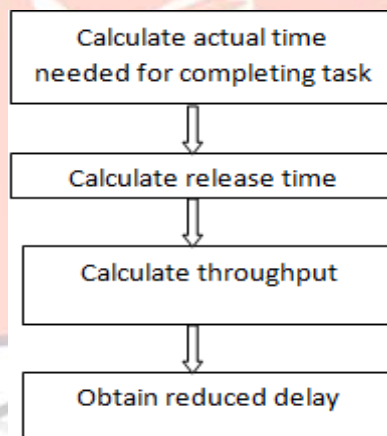 Calculate actual time
needed for completing task
Calculate release time
Calculate throughput
Obtain reduced delay